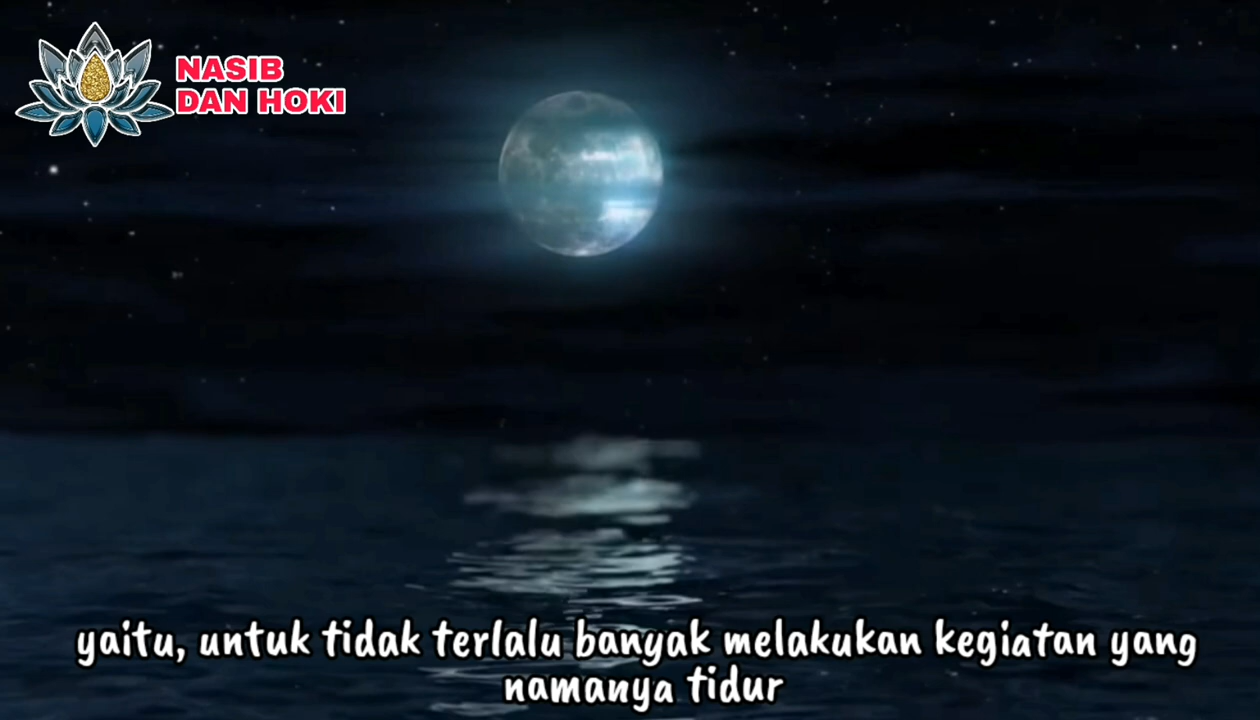 NASIB
DAN HOKI
yaitu, untuk tidak terlalu banyak melakukan kegiatan yang
namanya tidur